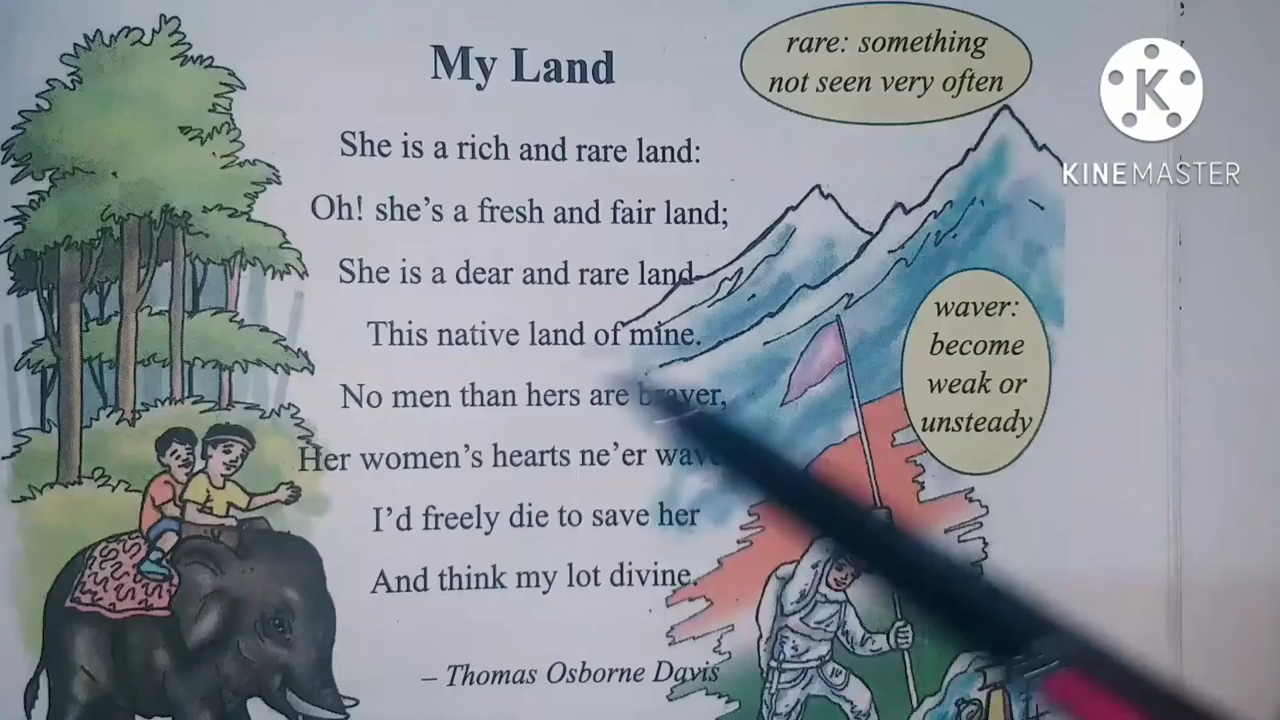 My Land
rare: something
not seen very often
KINEMASTER
She is a rich and rare land:
Oh! she's a fresh and fair land;
She is a dear and rare land
This native land of mine.
No men than hers are braver,
Her women's hearts ne'er
I'd freely die to save her
And think my lot divine.
waver:
become
weak or
unsteady
– Thomas Osborne Davis